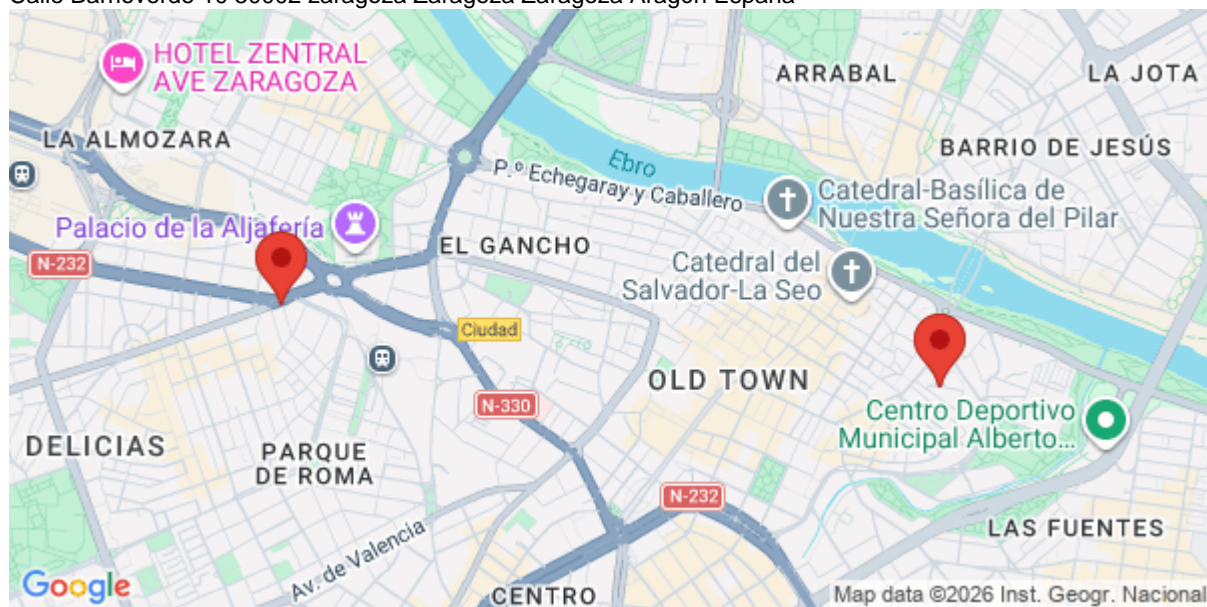 HOTEL ZENTRAL
AVE ZARAGOZA
ARRABAL
LA JOTA
LA ALMOZARA
BARRIO DE JESÚS
Ebro
P.º Echegaray y Caballero
Catedral-Basílica de
Nuestra Señora del Pilar
Palacio de la Aljafería
EL GANCHO
N-232
Catedral del
Salvador-La Seo
Ciudad
OLD TOWN
N-330
Centro Deportivo
Municipal Alberto...
DELICIAS
PARQUE
DE ROMA
N-232
LAS FUENTES
Av. de Valencia
Google
CENTRO
Map data ©2026 Inst. Geogr. Nacional